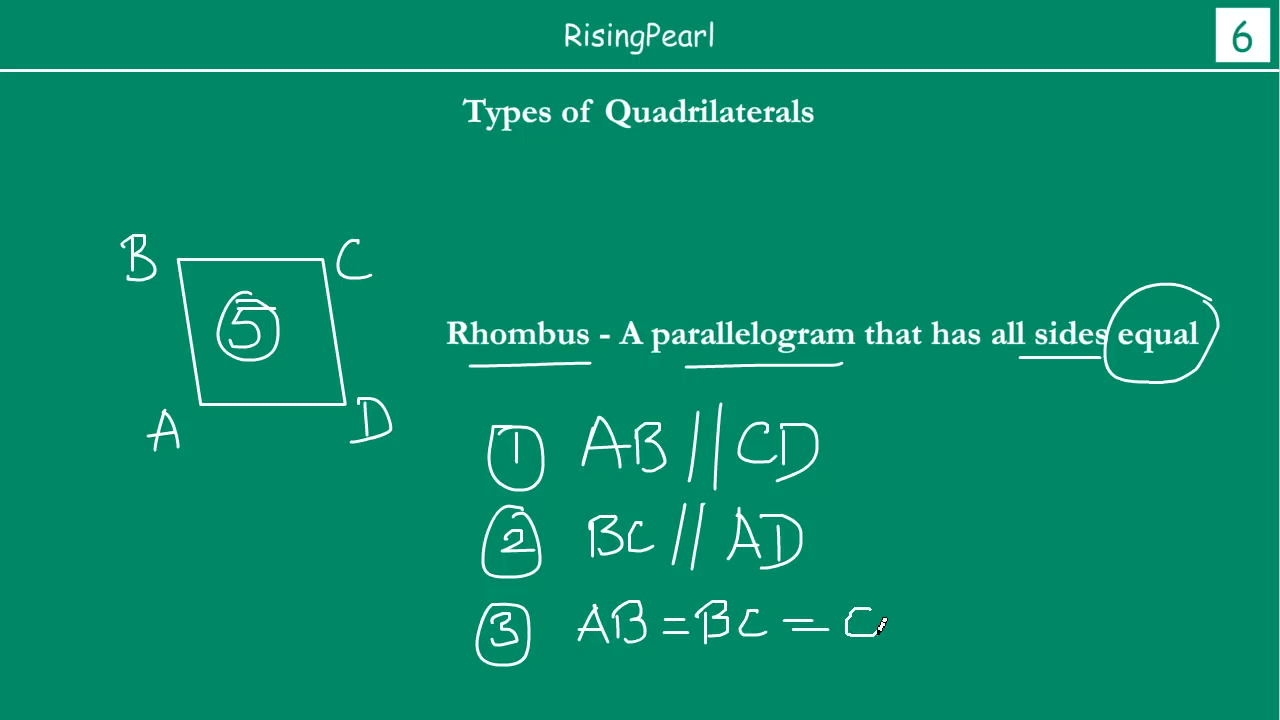 RisingPearl
6
Types of Quadrilaterals
B C
5
Rhombus - A parallelogram that has all sides equal
A D
1 AB // CD
2 BC // AD
3 AB = BC = C